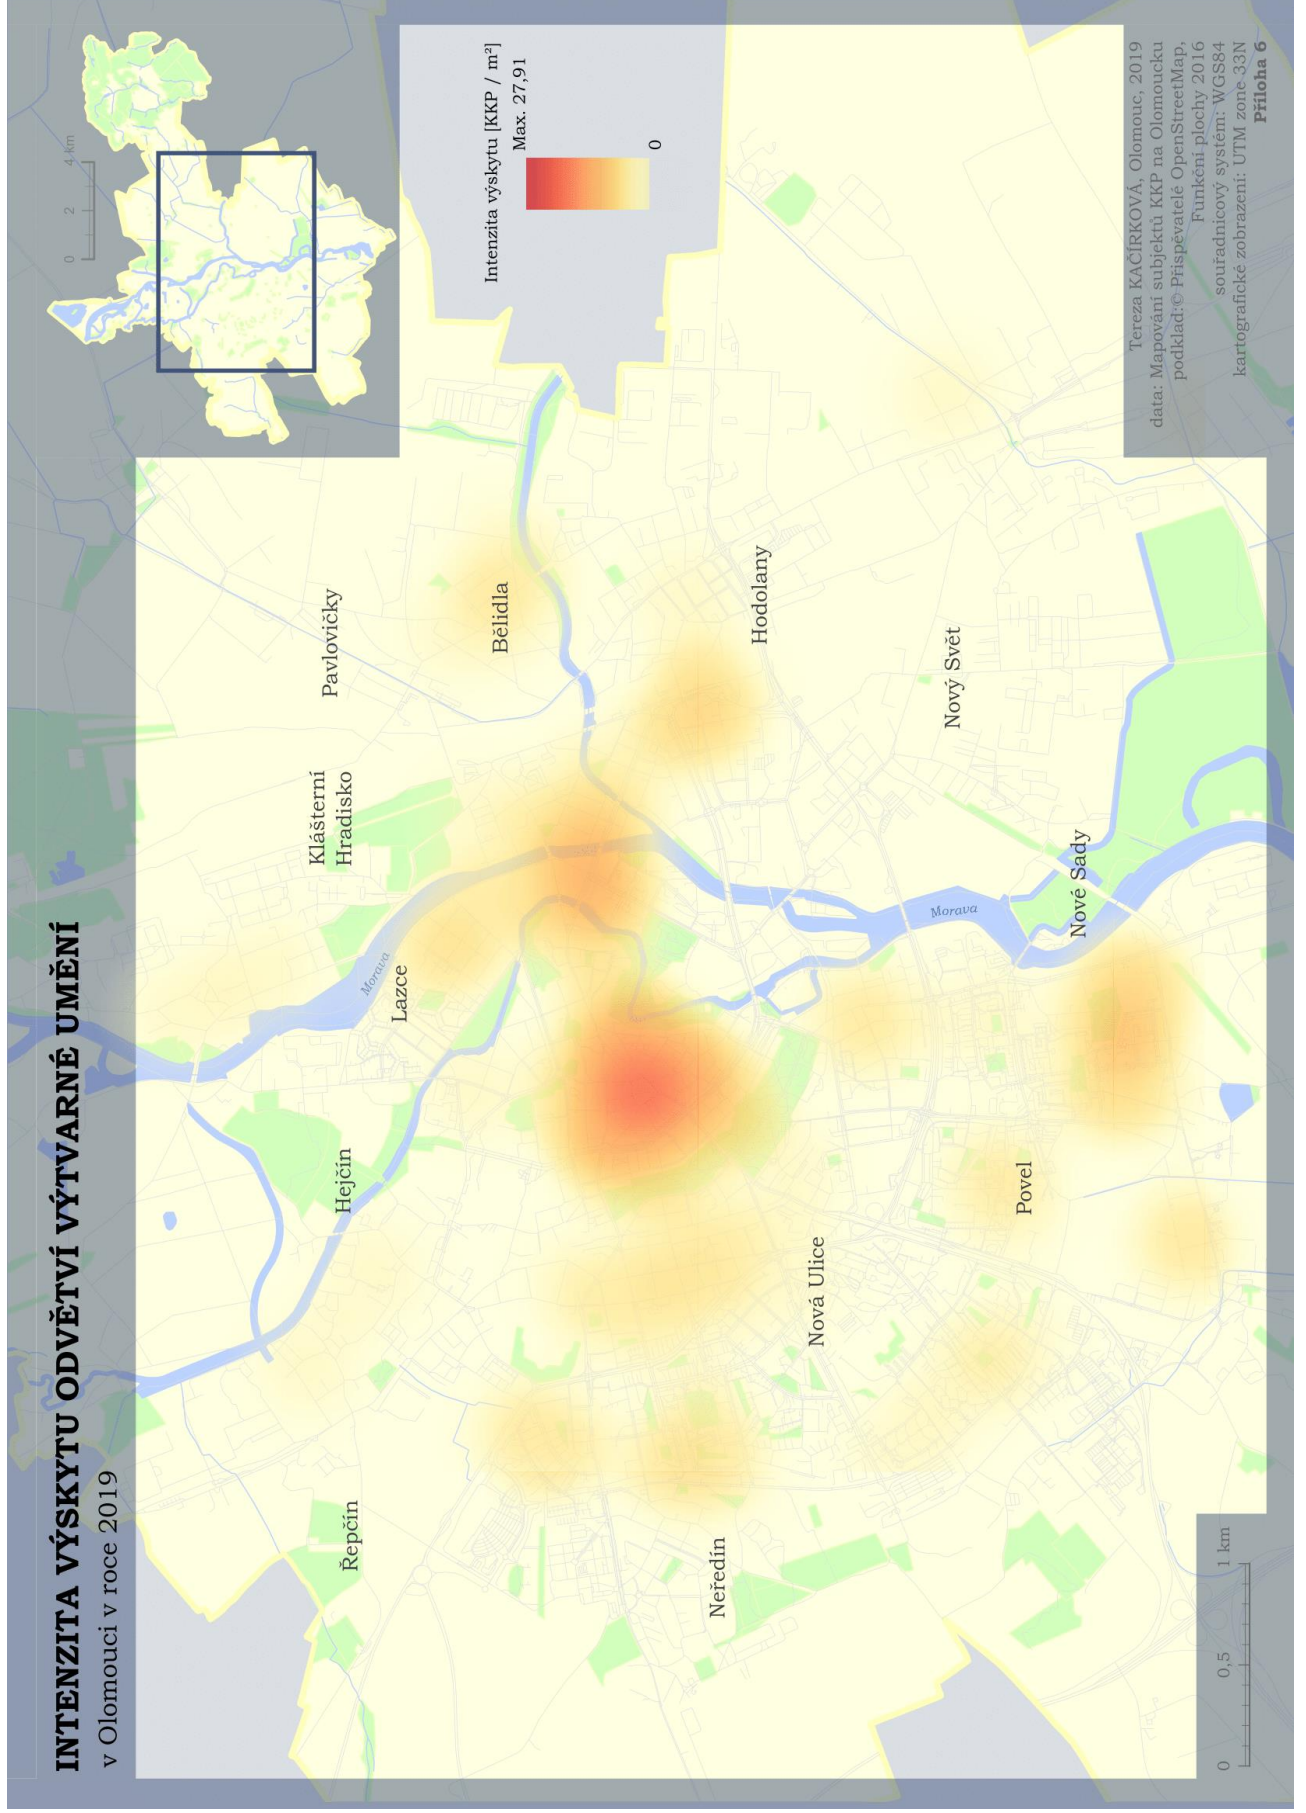 INTENZITA VÝSKYTU ODVĚTVÍ VÝTVARNÉ UMĚNÍ
v Olomouci v roce 2019
0 2 4 km
Intenzita výskytu [KKP / m²]
Max. 27,91
0
Pavlovičky
Klášterní
Hradisko
Bělidla
Morava
Lazce
Hejčín
Řepčín
Hodolany
Nový Svět
Morava
Nové Sady
Nová Ulice
Povel
Neředín
0 0,5 1 km
Tereza KAČÍRKOVÁ, Olomouc, 2019
data: Mapování subjektů KKP na Olomoucku
podklad:© Přispěvatelé OpenStreetMap,
Funkční plochy 2016
souřadnicový systém: WGS84
kartografické zobrazení: UTM zone 33N
Příloha 6